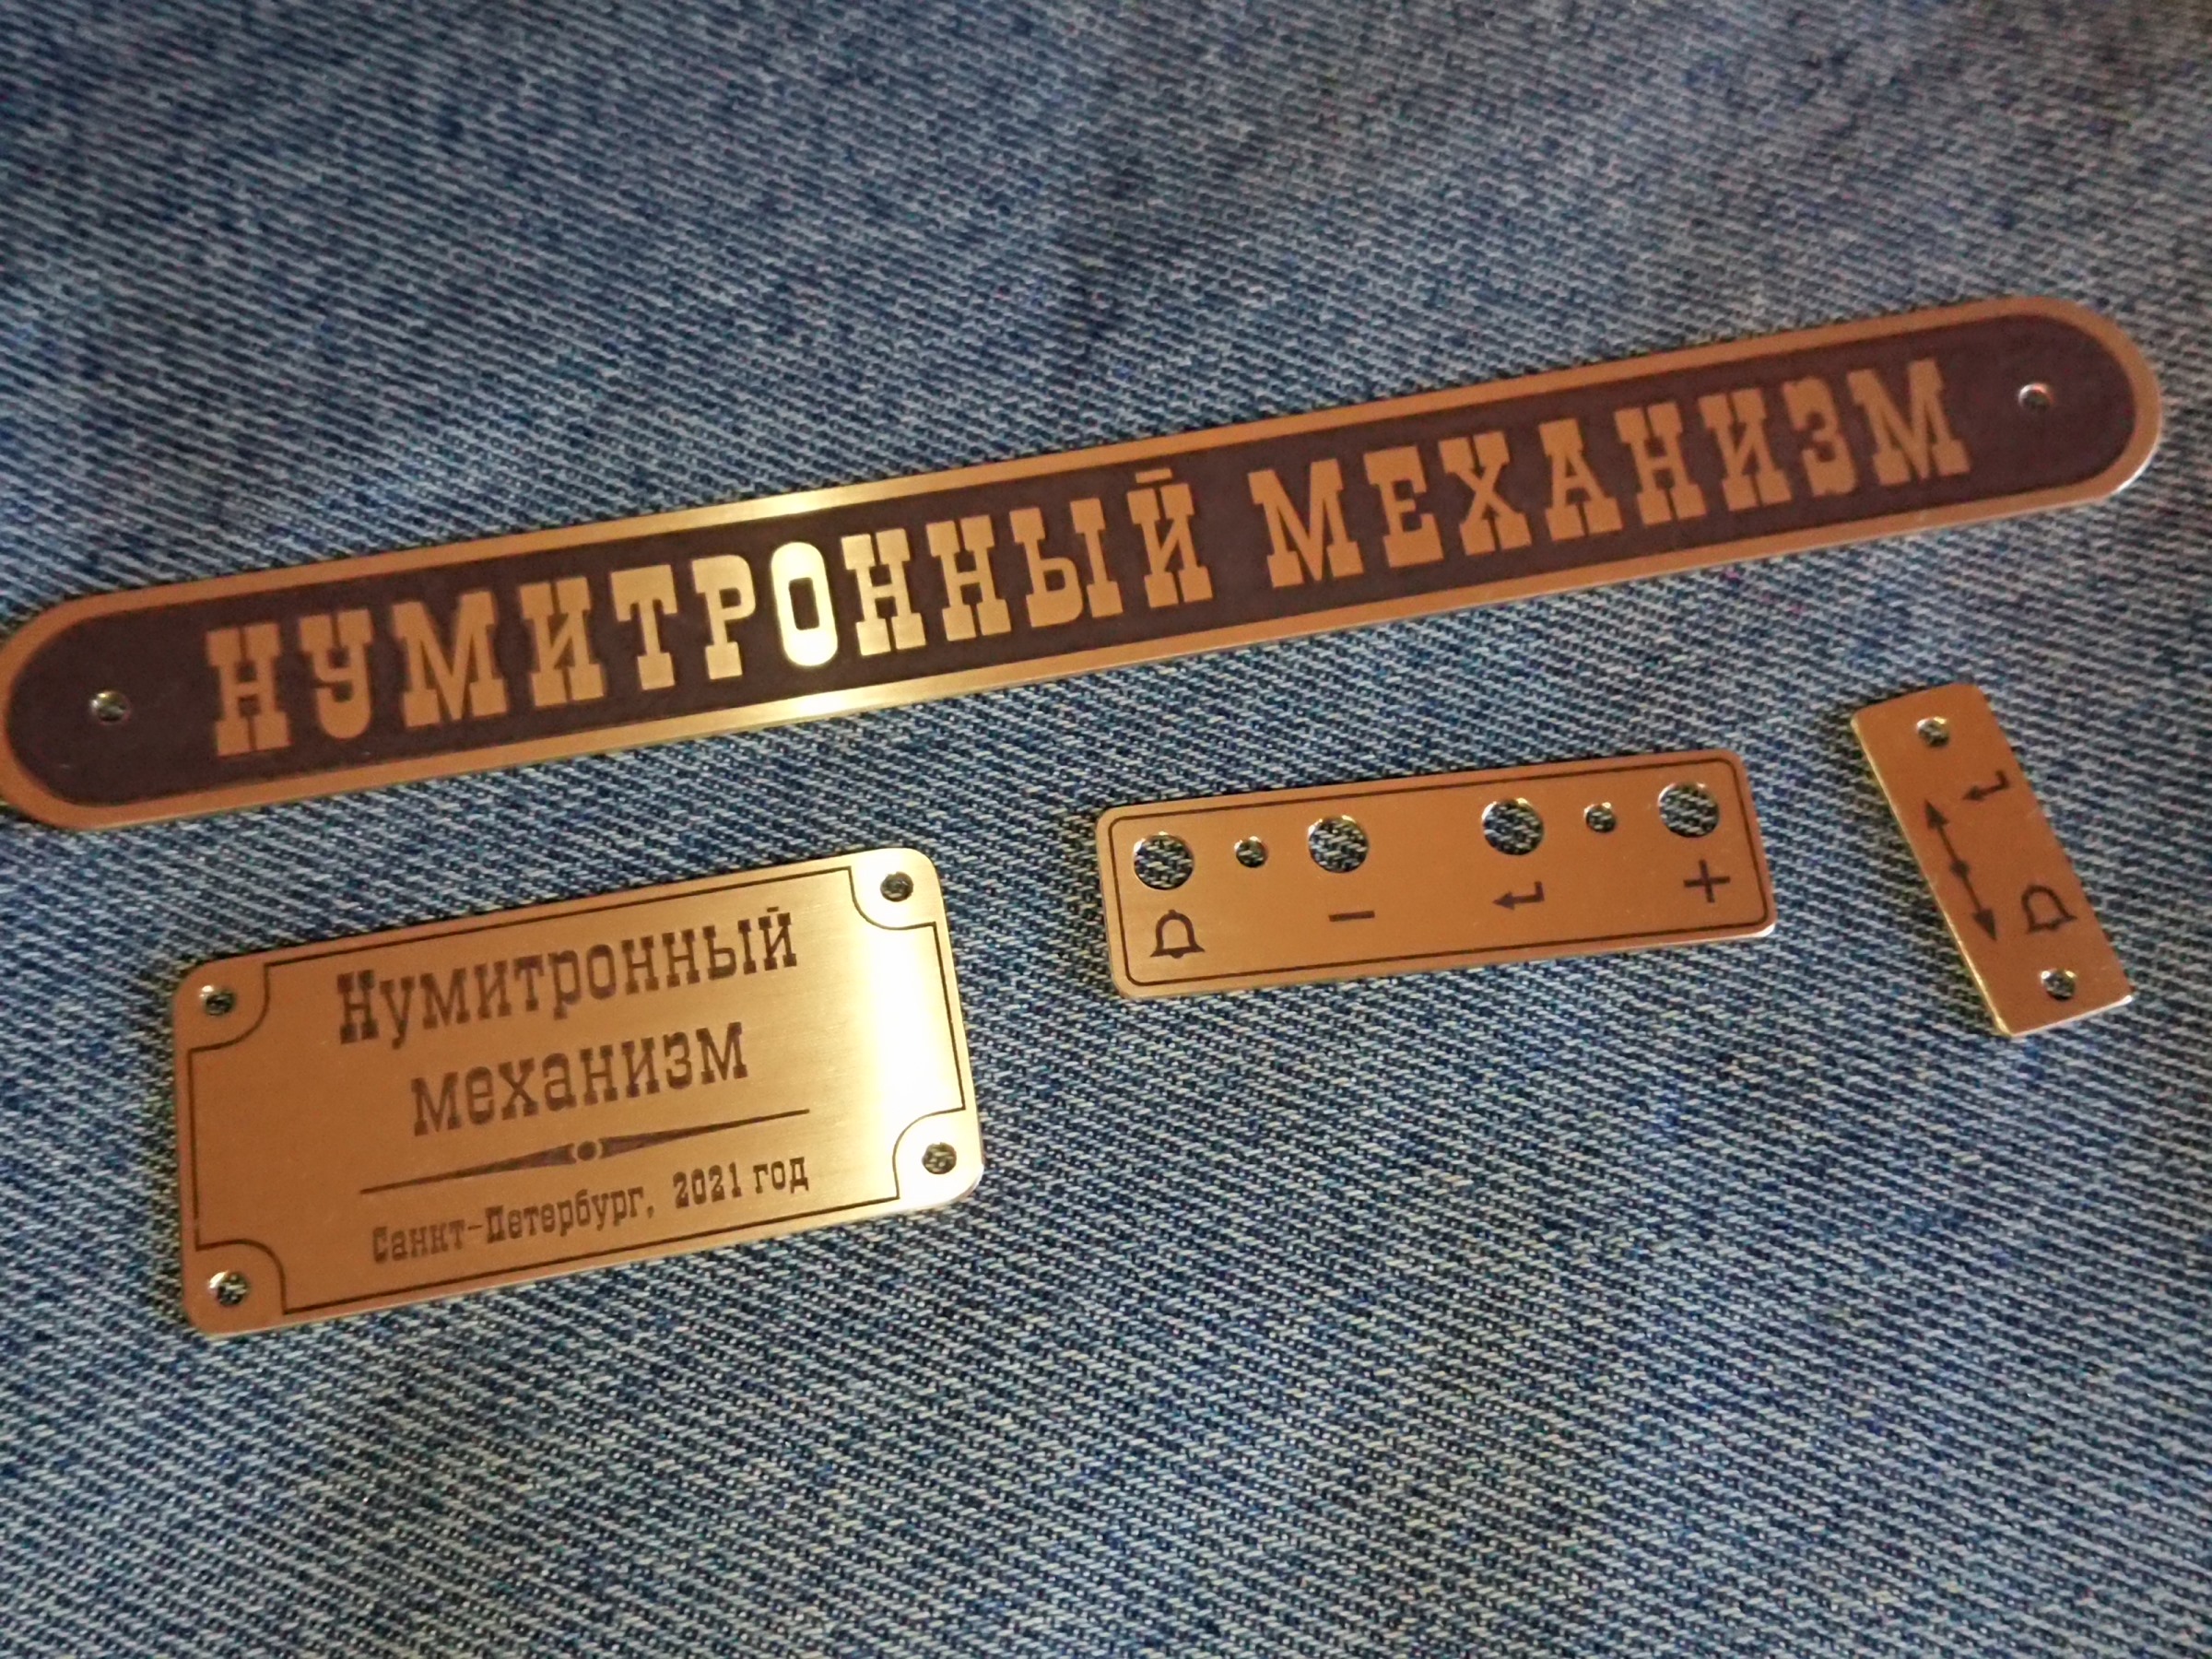 НУМИТРОННЫЙ МЕХАНИЗМ
Нумитронный
механизм
Санкт-Петербург, 2021 год
− +